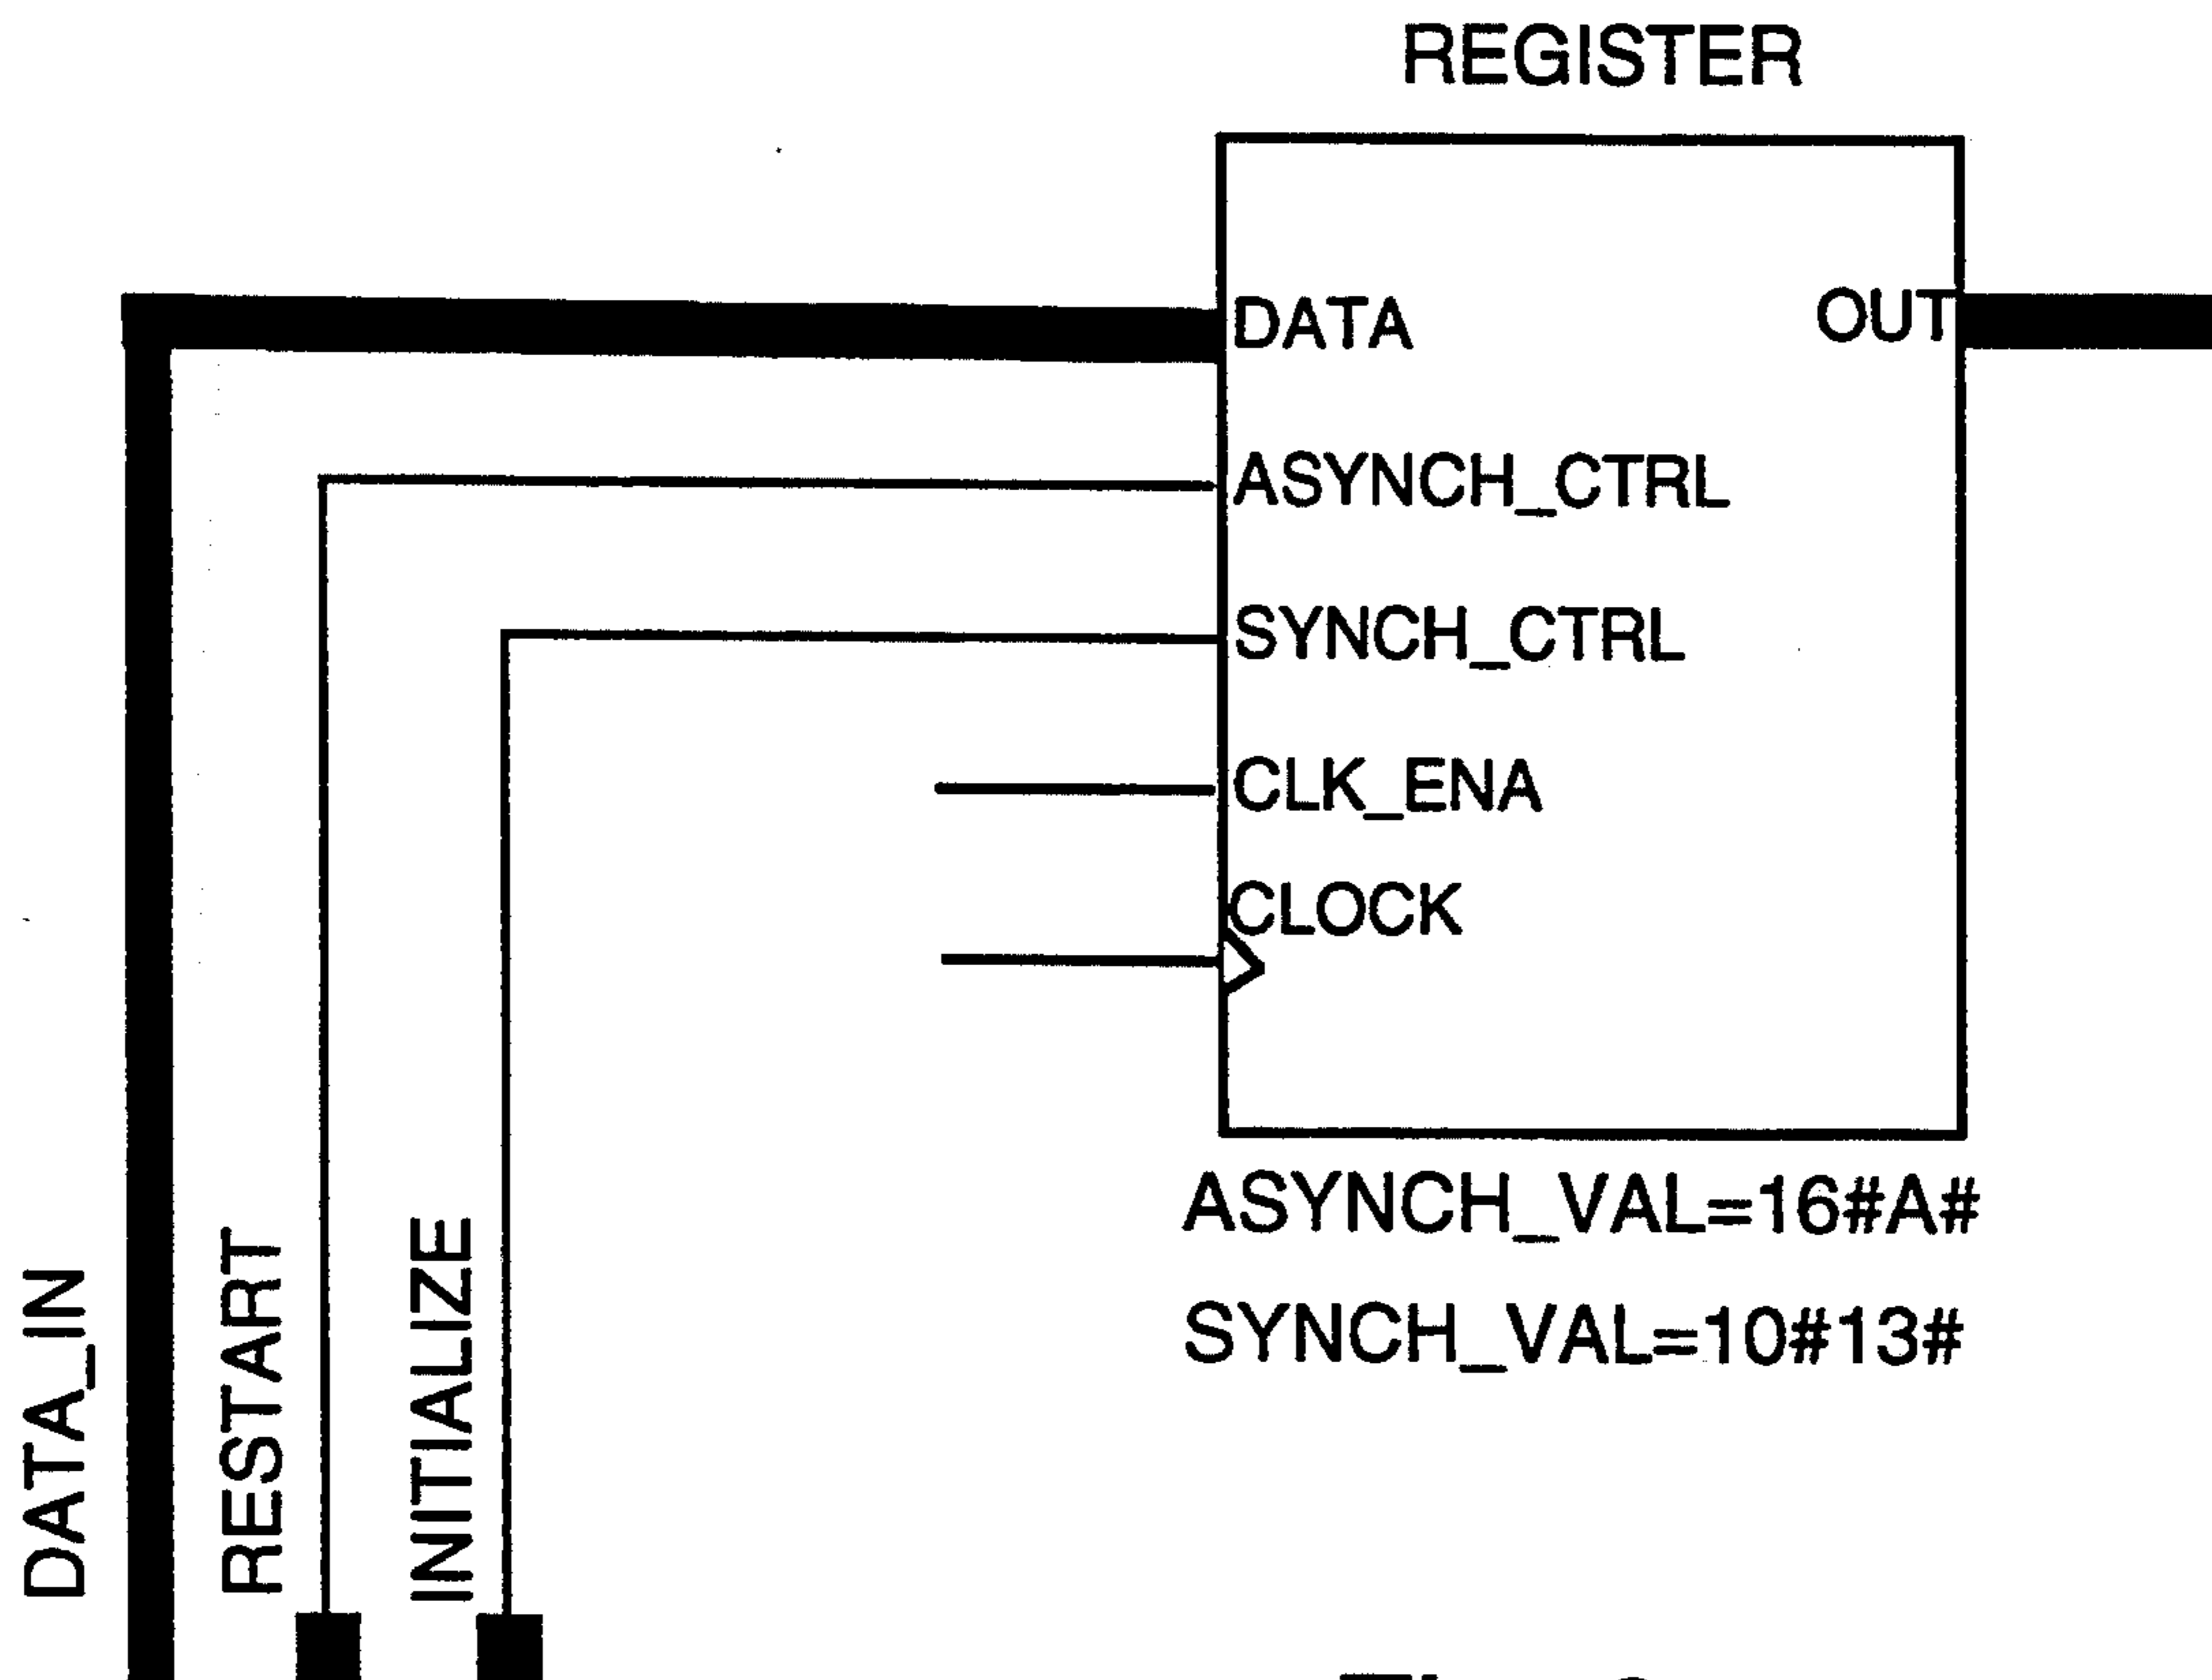 REGISTER
DATA
OUT
ASYNCH_CTRL
SYNCH_CTRL
CLK_ENA
CLOCK
ASYNCH_VAL=16#A#
SYNCH_VAL=10#13#
DATA_IN
RESTART
INITIALIZE